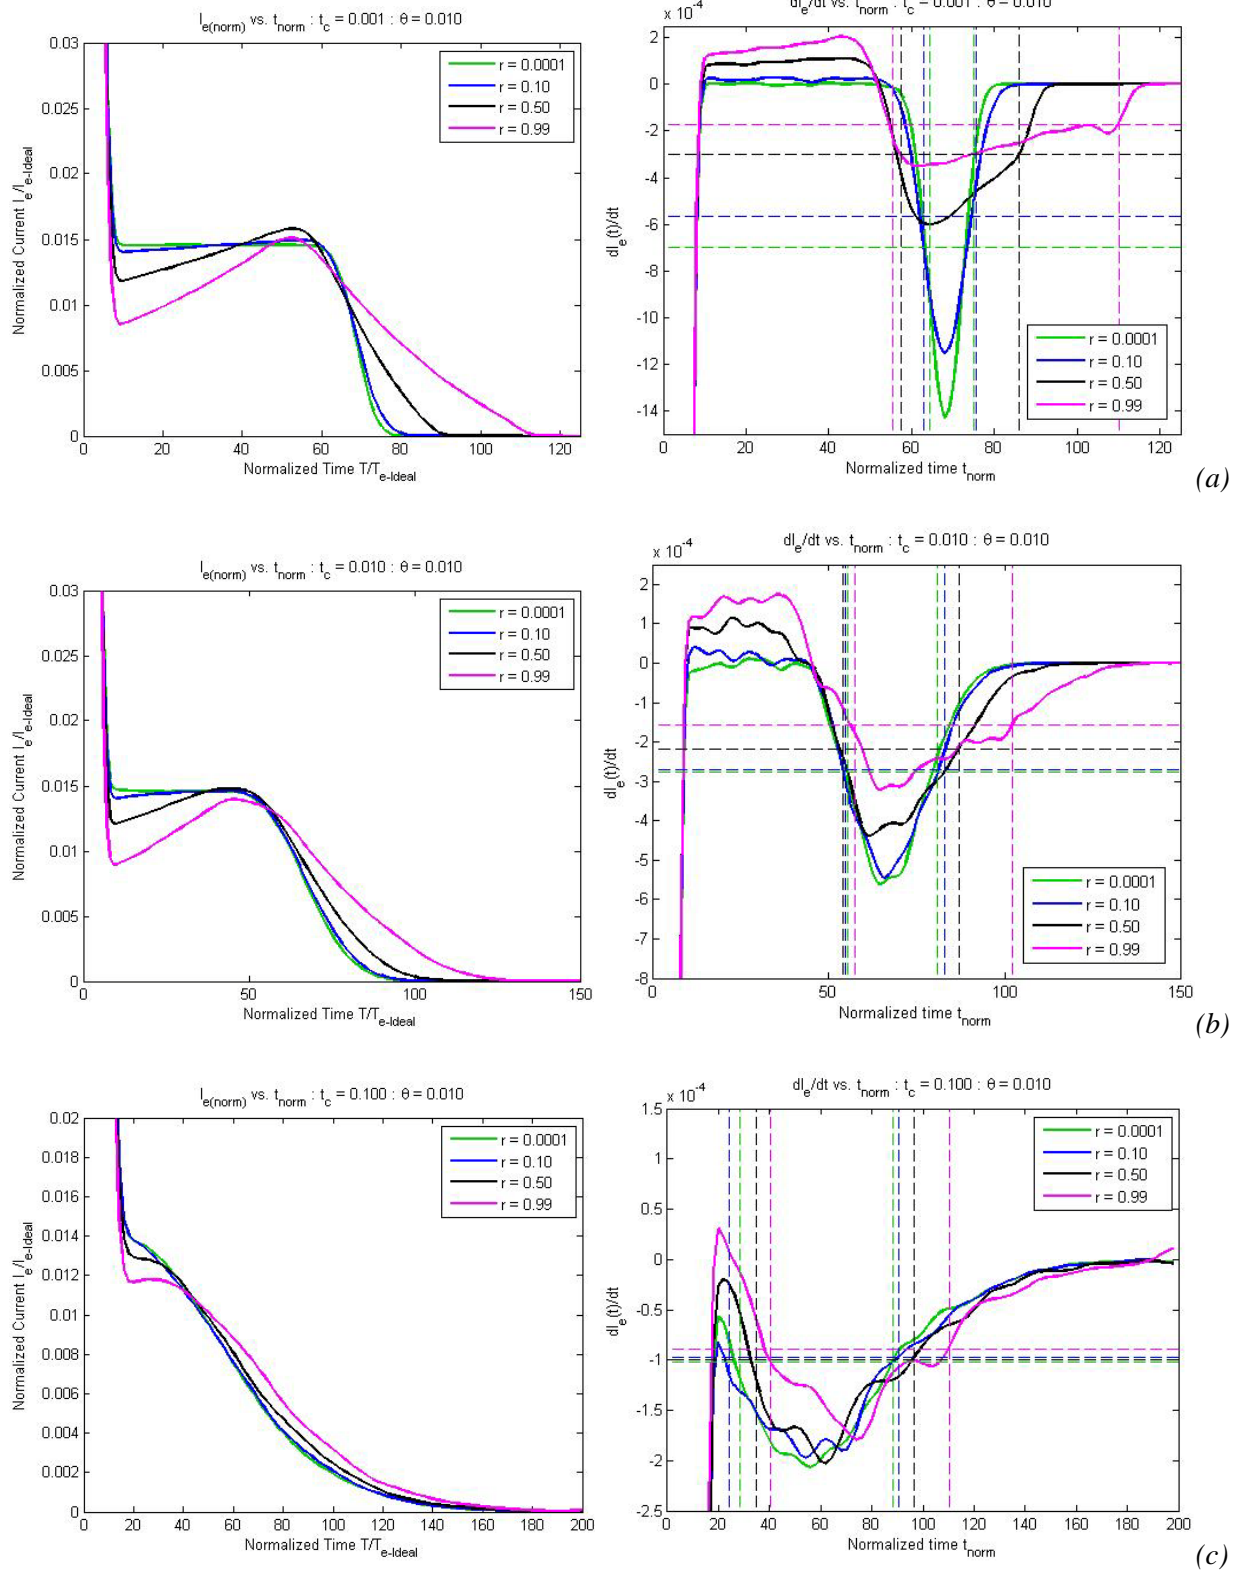 I_e(norm) vs. t_norm : t_c = 0.001 : θ = 0.010
0.03
0.025
0.02
0.015
0.01
0.005
0
Normalized Current I_e/I_e-Ideal
r = 0.0001
r = 0.10
r = 0.50
r = 0.99
0 20 40 60 80 100 120
Normalized Time T/T_e-Ideal
dI_e/dt vs. t_norm : t_c = 0.001 : θ = 0.010
x 10^-4
2
0
-2
-4
-6
-8
-10
-12
-14
dI_e(t)/dt
r = 0.0001
r = 0.10
r = 0.50
r = 0.99
0 20 40 60 80 100 120
Normalized time t_norm
(a)
I_e(norm) vs. t_norm : t_c = 0.010 : θ = 0.010
0.03
0.025
0.02
0.015
0.01
0.005
0
Normalized Current I_e/I_e-Ideal
r = 0.0001
r = 0.10
r = 0.50
r = 0.99
0 50 100 150
Normalized Time T/T_e-Ideal
dI_e/dt vs. t_norm : t_c = 0.010 : θ = 0.010
x 10^-4
2
1
0
-1
-2
-3
-4
-5
-6
-7
-8
dI_e(t)/dt
r = 0.0001
r = 0.10
r = 0.50
r = 0.99
0 50 100 150
Normalized time t_norm
(b)
I_e(norm) vs. t_norm : t_c = 0.100 : θ = 0.010
0.02
0.018
0.016
0.014
0.012
0.01
0.008
0.006
0.004
0.002
0
Normalized Current I_e/I_e-Ideal
r = 0.0001
r = 0.10
r = 0.50
r = 0.99
0 20 40 60 80 100 120 140 160 180 200
Normalized Time T/T_e-Ideal
dI_e/dt vs. t_norm : t_c = 0.100 : θ = 0.010
x 10^-4
1.5
1
0.5
0
-0.5
-1
-1.5
-2
-2.5
dI_e(t)/dt
r = 0.0001
r = 0.10
r = 0.50
r = 0.99
0 20 40 60 80 100 120 140 160 180 200
Normalized time t_norm
(c)